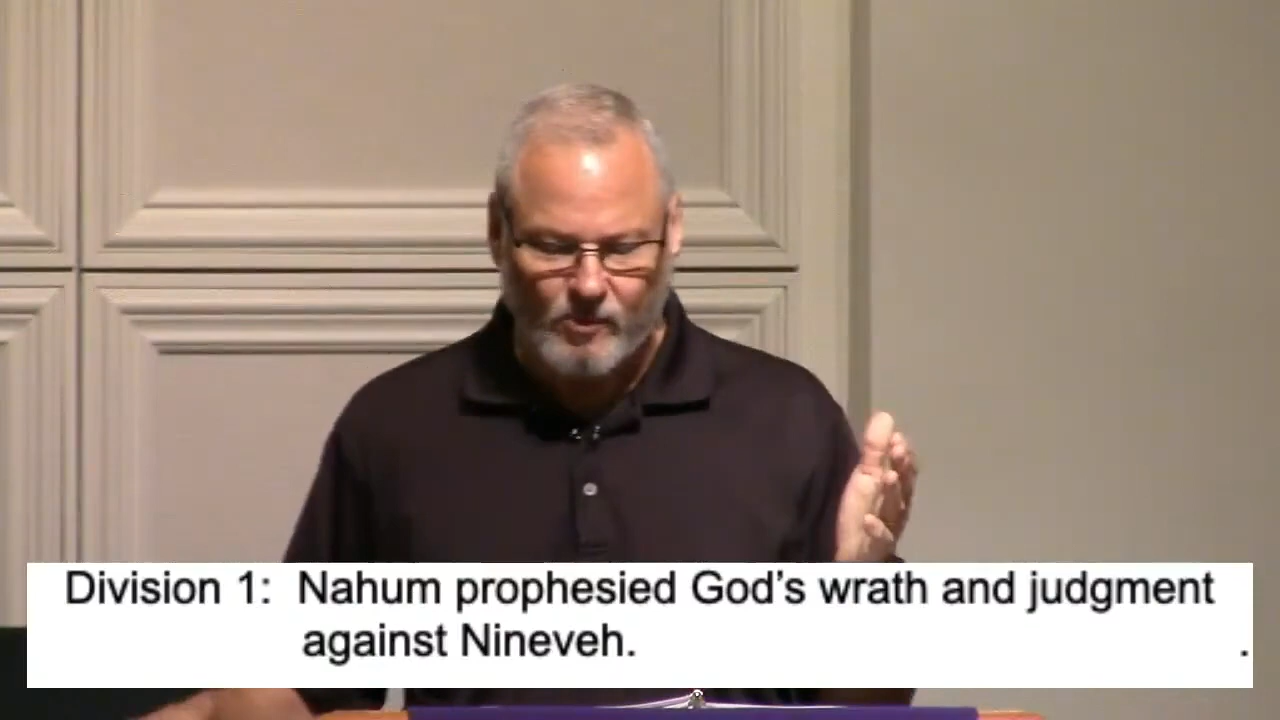 Division 1: Nahum prophesied God's wrath and judgment
against Nineveh. .